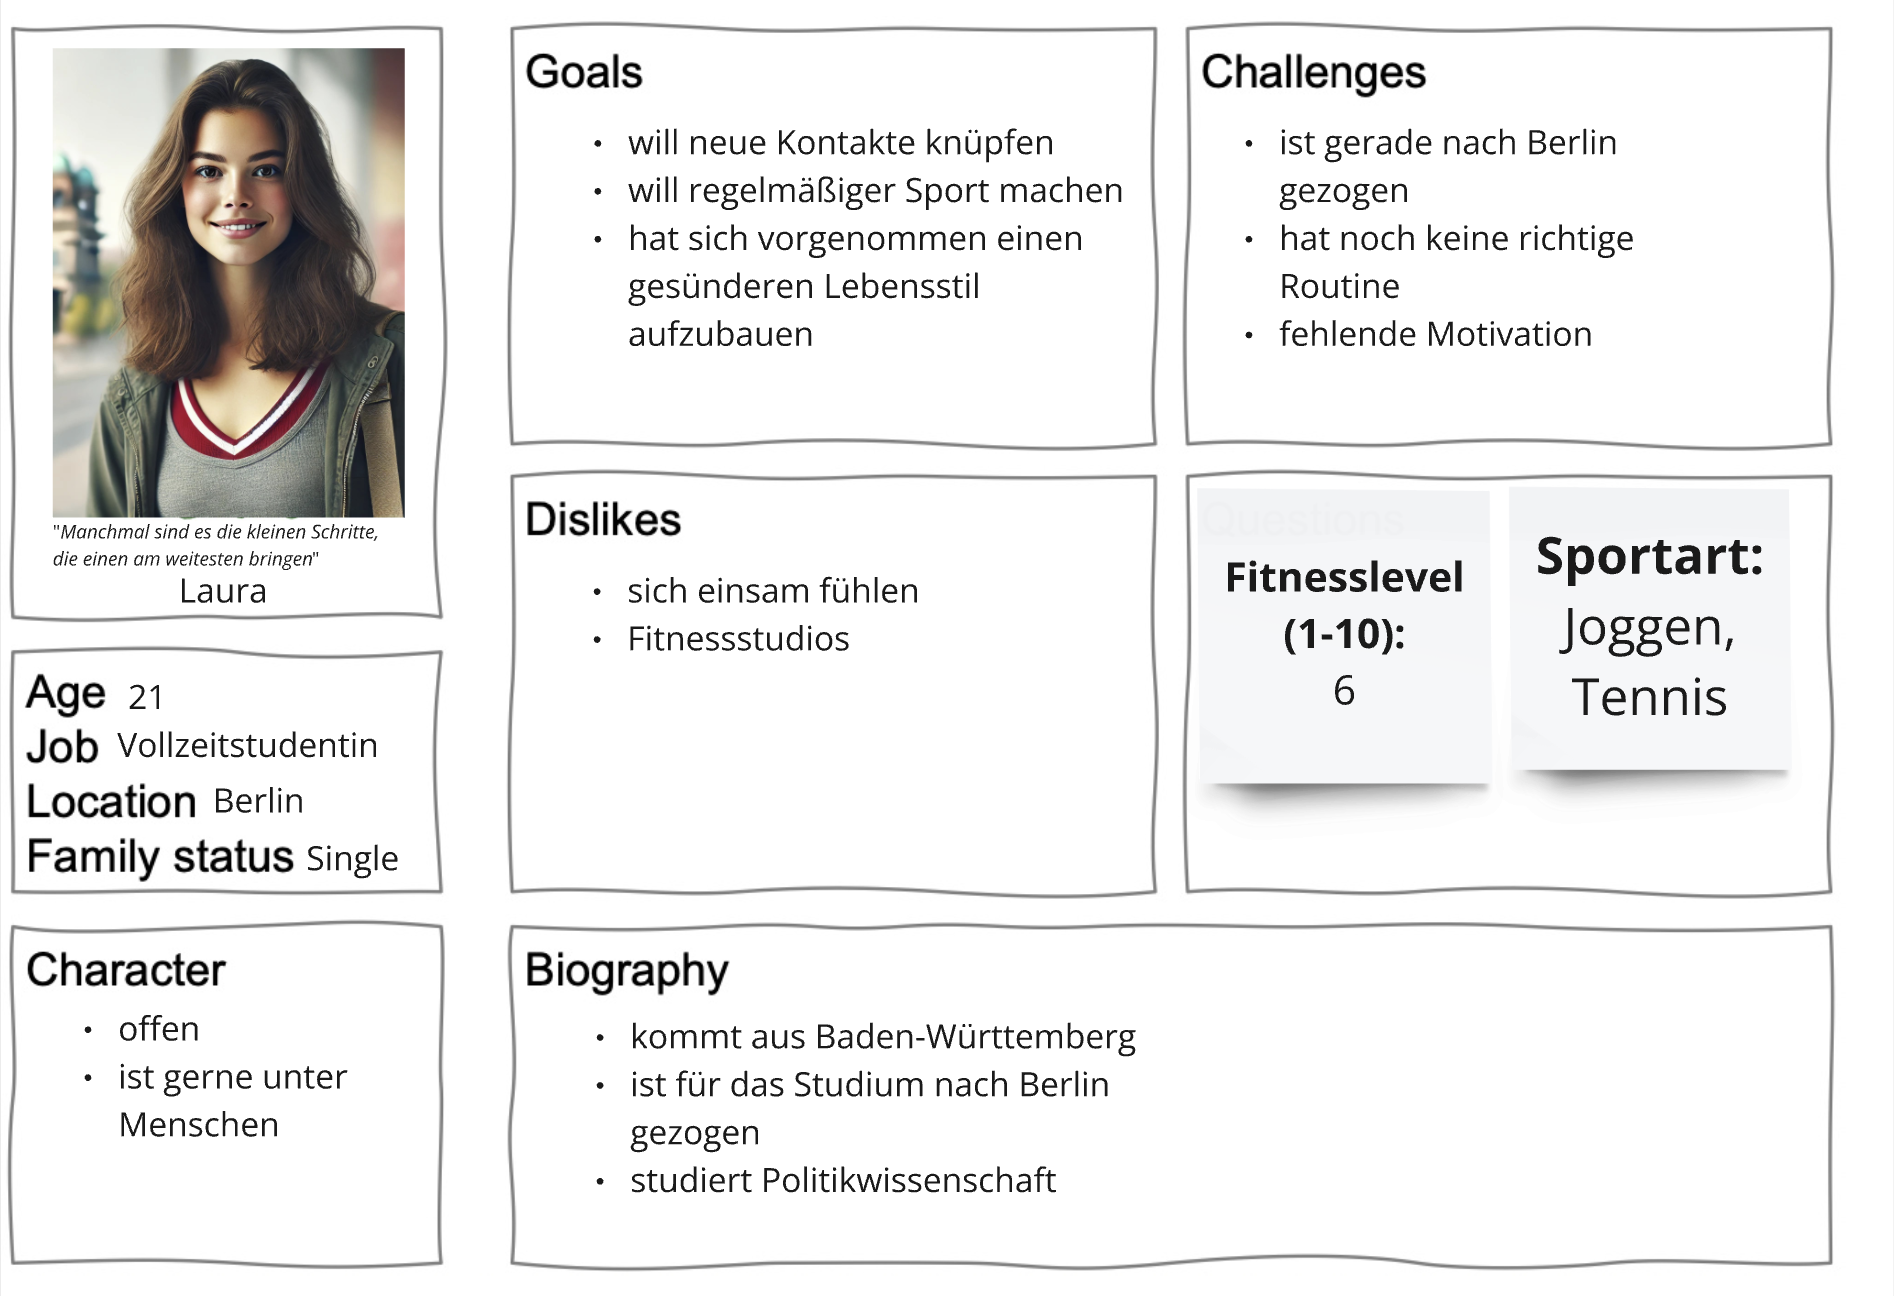 "Manchmal sind es die kleinen Schritte,
die einen am weitesten bringen"
Laura
Age 21
Job Vollzeitstudentin
Location Berlin
Family status Single
Character
• offen
• ist gerne unter
Menschen
Goals
• will neue Kontakte knüpfen
• will regelmäßiger Sport machen
• hat sich vorgenommen einen
gesünderen Lebensstil
aufzubauen
Challenges
• ist gerade nach Berlin
gezogen
• hat noch keine richtige
Routine
• fehlende Motivation
Dislikes
• sich einsam fühlen
• Fitnessstudios
Questions
Fitnesslevel
(1-10):
6
Sportart:
Joggen,
Tennis
Biography
• kommt aus Baden-Württemberg
• ist für das Studium nach Berlin
gezogen
• studiert Politikwissenschaft